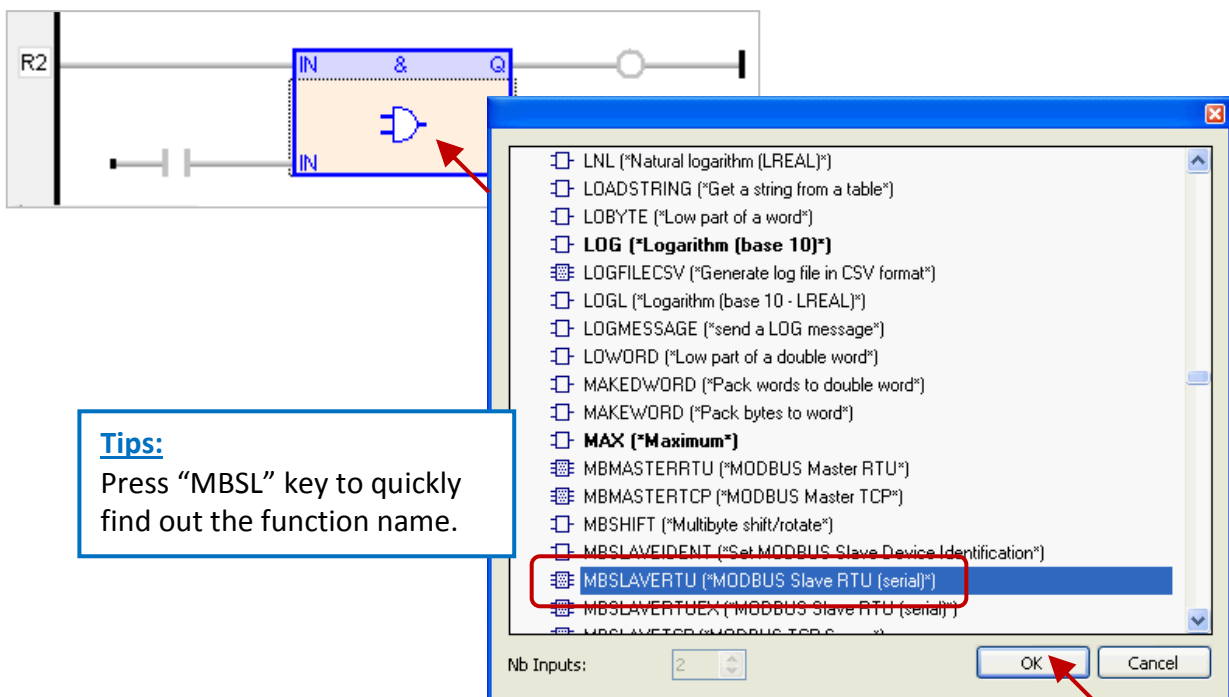 R2
IN & Q
IN
LNL (*Natural logarithm (LREAL)*)
LOADSTRING (*Get a string from a table*)
LOBYTE (*Low part of a word*)
LOG (*Logarithm (base 10)*)
LOGFILECSV (*Generate log file in CSV format*)
LOGL (*Logarithm (base 10 - LREAL)*)
LOGMESSAGE (*send a LOG message*)
LOWORD (*Low part of a double word*)
MAKEDWORD (*Pack words to double word*)
MAKEWORD (*Pack bytes to word*)
MAX (*Maximum*)
MBMASTERRTU (*MODBUS Master RTU*)
MBMASTERTCP (*MODBUS Master TCP*)
MBSHIFT (*Multibyte shift/rotate*)
MBSLAVEIDENT (*Set MODBUS Slave Device Identification*)
MBSLAVERTU (*MODBUS Slave RTU (serial)*)
MBSLAVERTUEX (*MODBUS Slave RTU (serial)*)
MBSLAVETCP (*MODBUS TCP
Nb Inputs: 2
OK Cancel
Tips:
Press “MBSL” key to quickly
find out the function name.